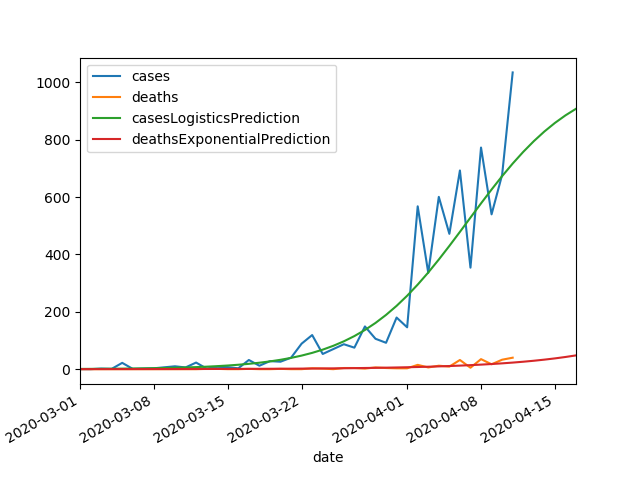 cases
deaths
casesLogisticsPrediction
deathsExponentialPrediction
1000
800
600
400
200
0
2020-03-01
2020-03-08
2020-03-15
2020-03-22
2020-04-01
2020-04-08
2020-04-15
date